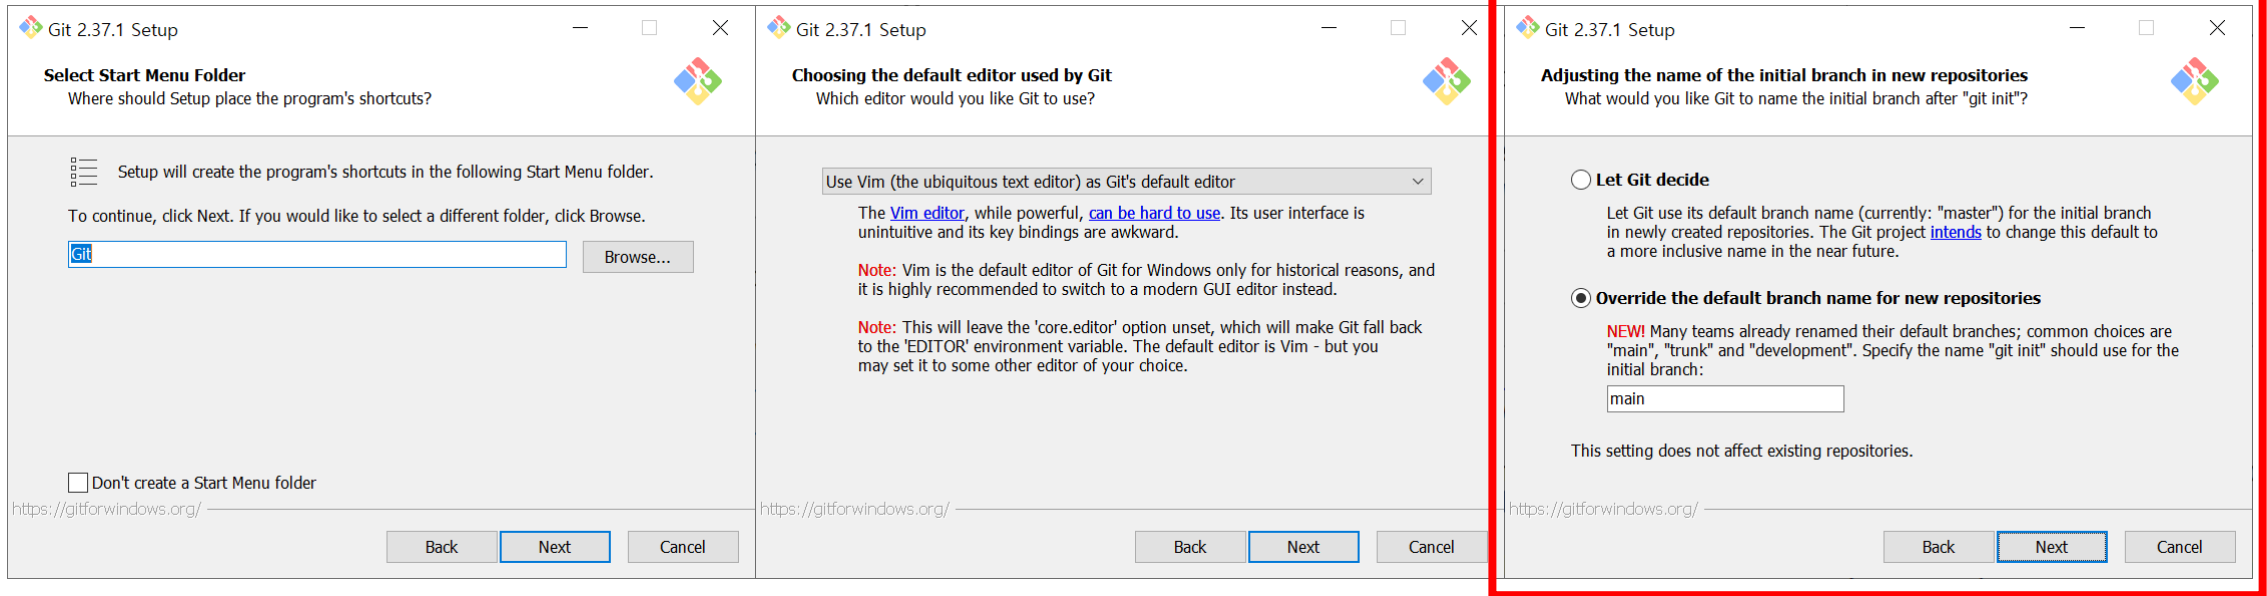 Git 2.37.1 Setup
Select Start Menu Folder
Where should Setup place the program's shortcuts?
Setup will create the program's shortcuts in the following Start Menu folder.
To continue, click Next. If you would like to select a different folder, click Browse.
Git
Browse...
Don't create a Start Menu folder
https://gitforwindows.org/
Back
Next
Cancel
Git 2.37.1 Setup
Choosing the default editor used by Git
Which editor would you like Git to use?
Use Vim (the ubiquitous text editor) as Git's default editor
The Vim editor, while powerful, can be hard to use. Its user interface is
unintuitive and its key bindings are awkward.
Note: Vim is the default editor of Git for Windows only for historical reasons, and
it is highly recommended to switch to a modern GUI editor instead.
Note: This will leave the 'core.editor' option unset, which will make Git fall back
to the 'EDITOR' environment variable. The default editor is Vim - but you
may set it to some other editor of your choice.
https://gitforwindows.org/
Back
Next
Cancel
Git 2.37.1 Setup
Adjusting the name of the initial branch in new repositories
What would you like Git to name the initial branch after "git init"?
Let Git decide
Let Git use its default branch name (currently: "master") for the initial branch
in newly created repositories. The Git project intends to change this default to
a more inclusive name in the near future.
Override the default branch name for new repositories
NEW! Many teams already renamed their default branches; common choices are
"main", "trunk" and "development". Specify the name "git init" should use for the
initial branch:
main
This setting does not affect existing repositories.
https://gitforwindows.org/
Back
Next
Cancel